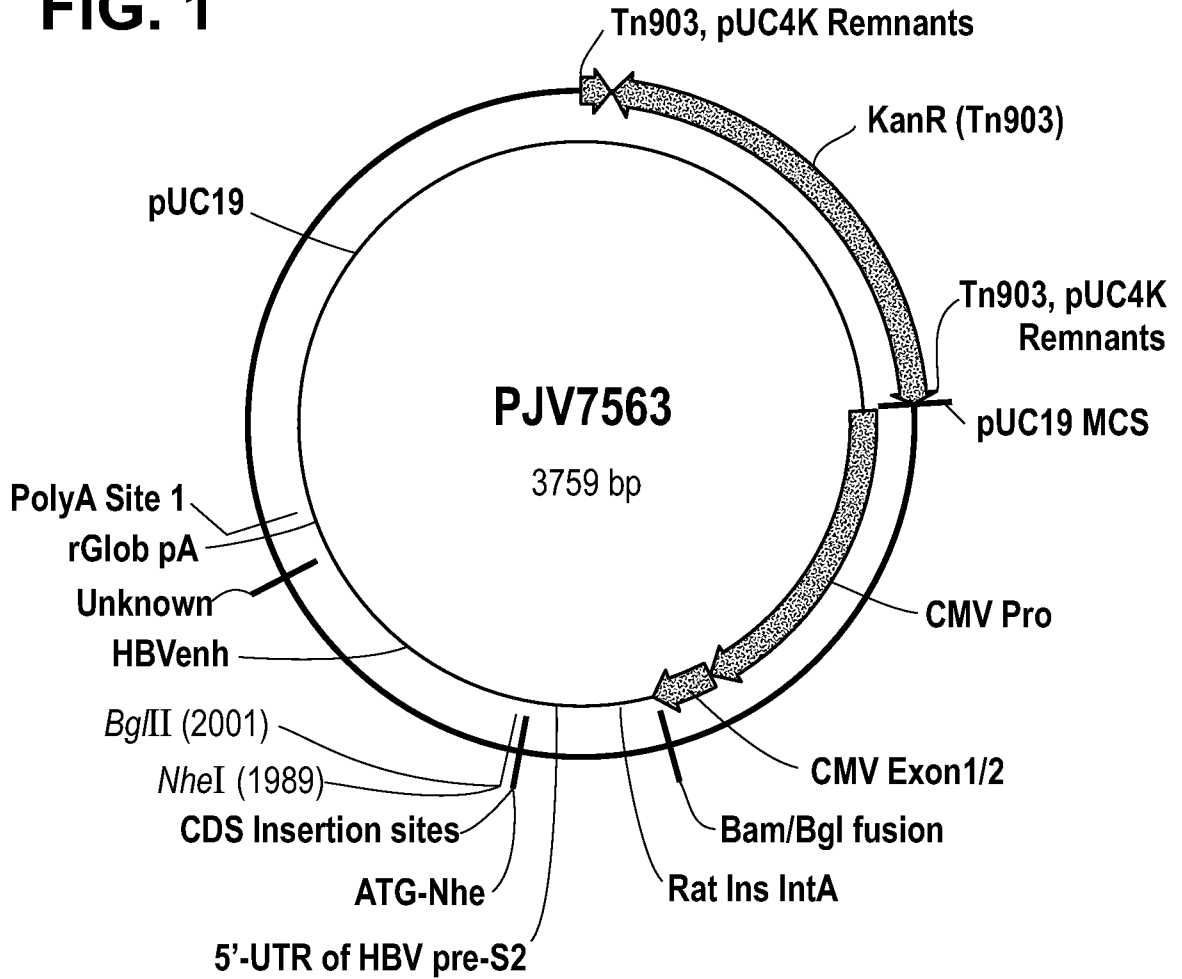 FIG. 1
Tn903, pUC4K Remnants
KanR (Tn903)
pUC19
Tn903, pUC4K
Remnants
pUC19 MCS
PJV7563
3759 bp
PolyA Site 1
rGlob pA
Unknown
HBVenh
CMV Pro
BglII (2001)
NheI (1989)
CDS Insertion sites
CMV Exon1/2
Bam/Bgl fusion
ATG-Nhe
Rat Ins IntA
5’-UTR of HBV pre-S2